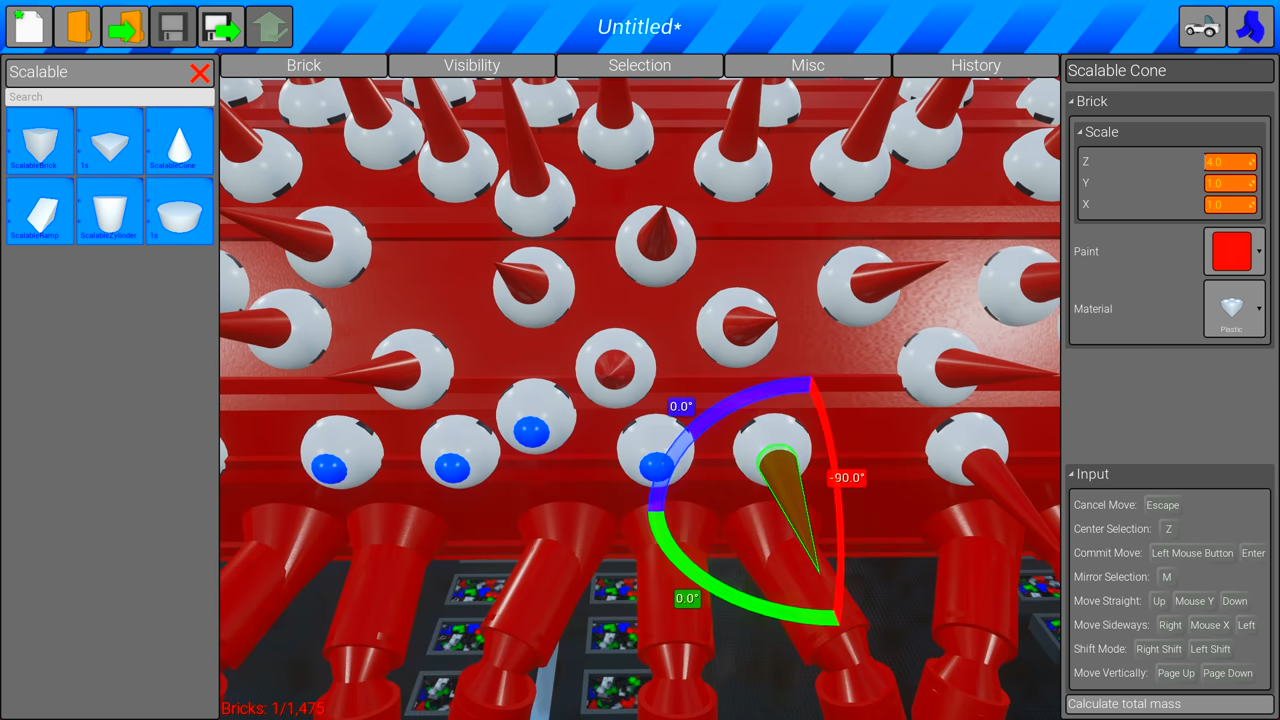 Untitled*
Scalable
Search
ScalableBrick
1s
ScalableCone
ScalableRamp
ScalableZylinder
1s
Brick
Visibility
Selection
Misc
History
0.0°
-90.0°
0.0°
Bricks: 1/1,475
Scalable Cone
Brick
Scale
Z 4.0
Y 1.0
X 1.0
Paint
Material
Plastic
Input
Cancel Move: Escape
Center Selection: Z
Commit Move: Left Mouse Button Enter
Mirror Selection: M
Move Straight: Up Mouse Y Down
Move Sideways: Right Mouse X Left
Shift Mode: Right Shift Left Shift
Move Vertically: Page Up Page Down
Calculate total mass